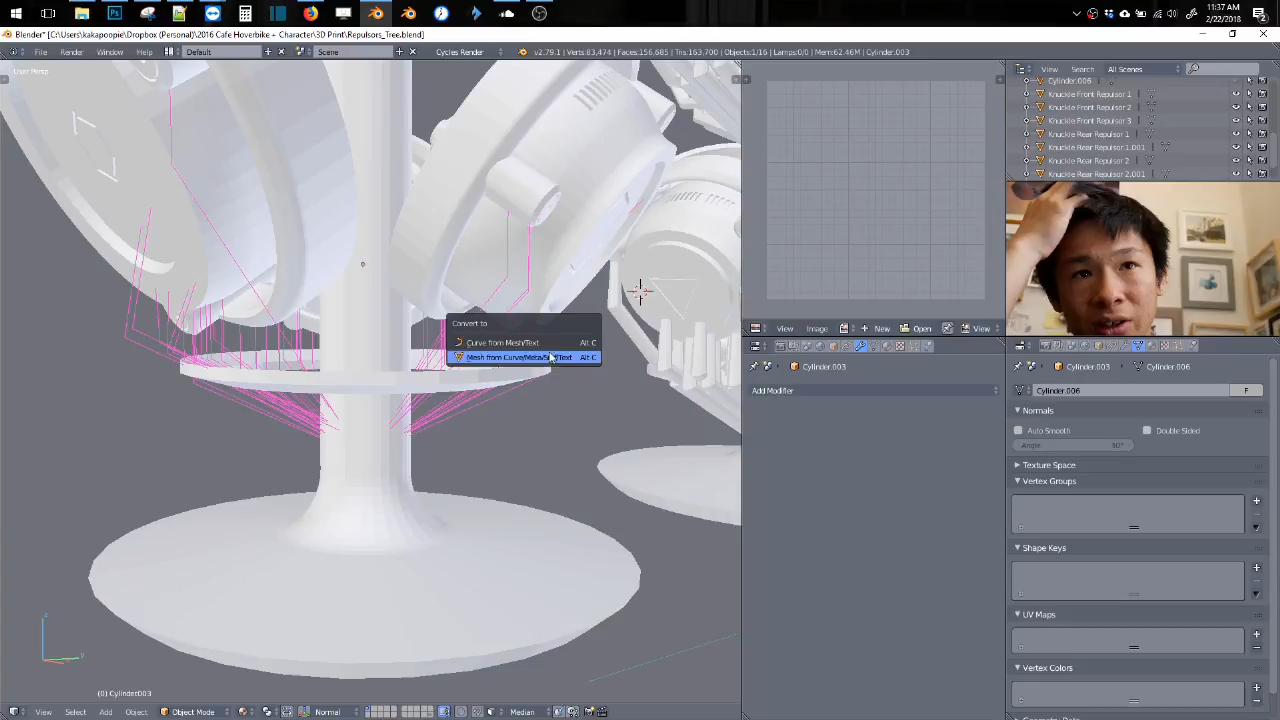 11:37 AM
2/22/2018
Blender* [C:\Users\kakapoopie\Dropbox (Personal)\2016 Cafe Hoverbike + Character\3D Print\Repulsors_Tree.blend]
File Render Window Help Default Scene Cycles Render v2.79.1 | Verts:83,474 | Faces:156,685 | Tris:163,700 | Objects:1/16 | Lamps:0/0 | Mem:62.46M | Cylinder.003
User Persp
View Search All Scenes
Cylinder.006
Knuckle Front Repulsor 1
Knuckle Front Repulsor 2
Knuckle Front Repulsor 3
Knuckle Rear Repulsor 1
Knuckle Rear Repulsor 1.001
Knuckle Rear Repulsor 2
Knuckle Rear Repulsor 2.001
Convert to
Curve from Mesh/Text Alt C
Mesh from Curve/Meta/Surf/Text Alt C
View Image New Open View
Cylinder.003
Add Modifier
Cylinder.003 Cylinder.006
Cylinder.006 F
Normals
Auto Smooth Double Sided
Angle: 30°
Texture Space
Vertex Groups
Shape Keys
UV Maps
Vertex Colors
Geometry Data
z
y
(0) Cylinder.003
View Select Add Object Object Mode Normal Median